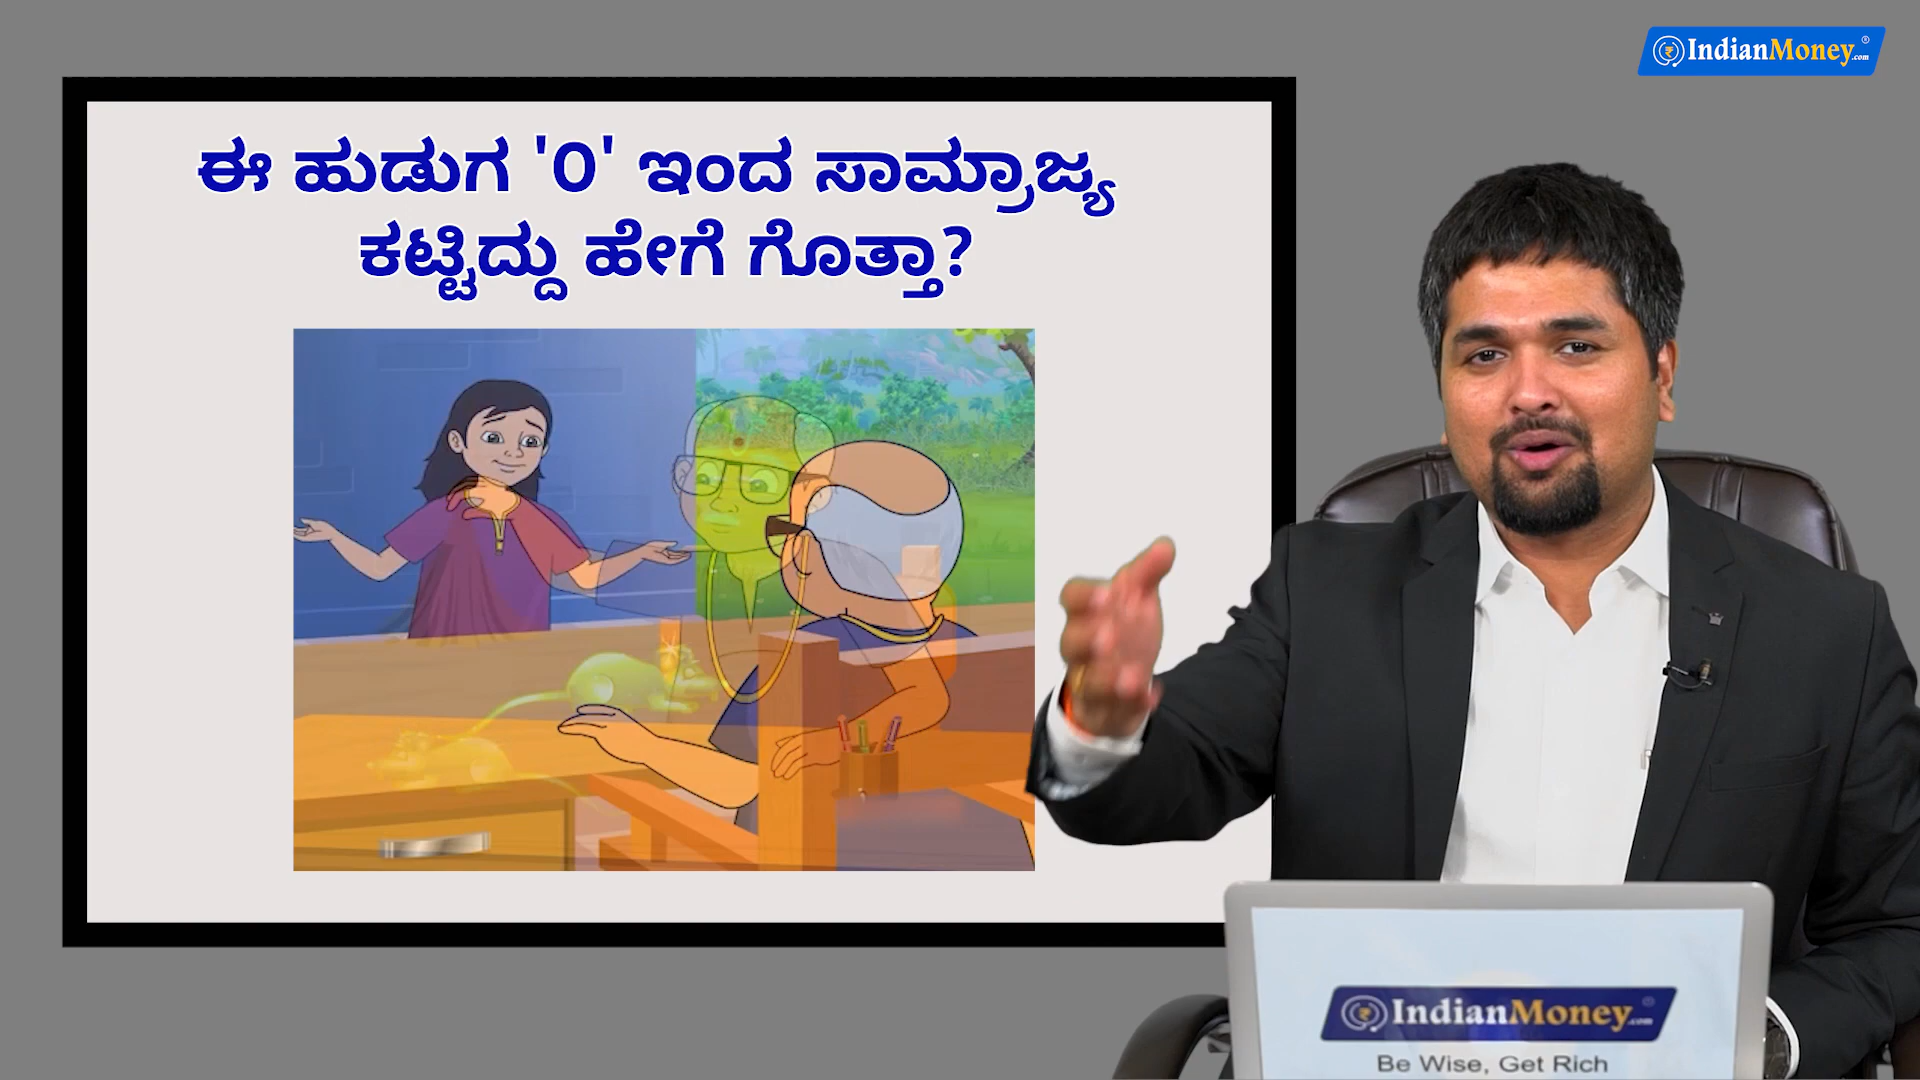 IndianMoney.com
ಈ ಹುಡುಗ '0' ಇಂದ ಸಾಮ್ರಾಜ್ಯ
ಕಟ್ಟಿದ್ದು ಹೇಗೆ ಗೊತ್ತಾ?
IndianMoney.com
Be Wise, Get Rich